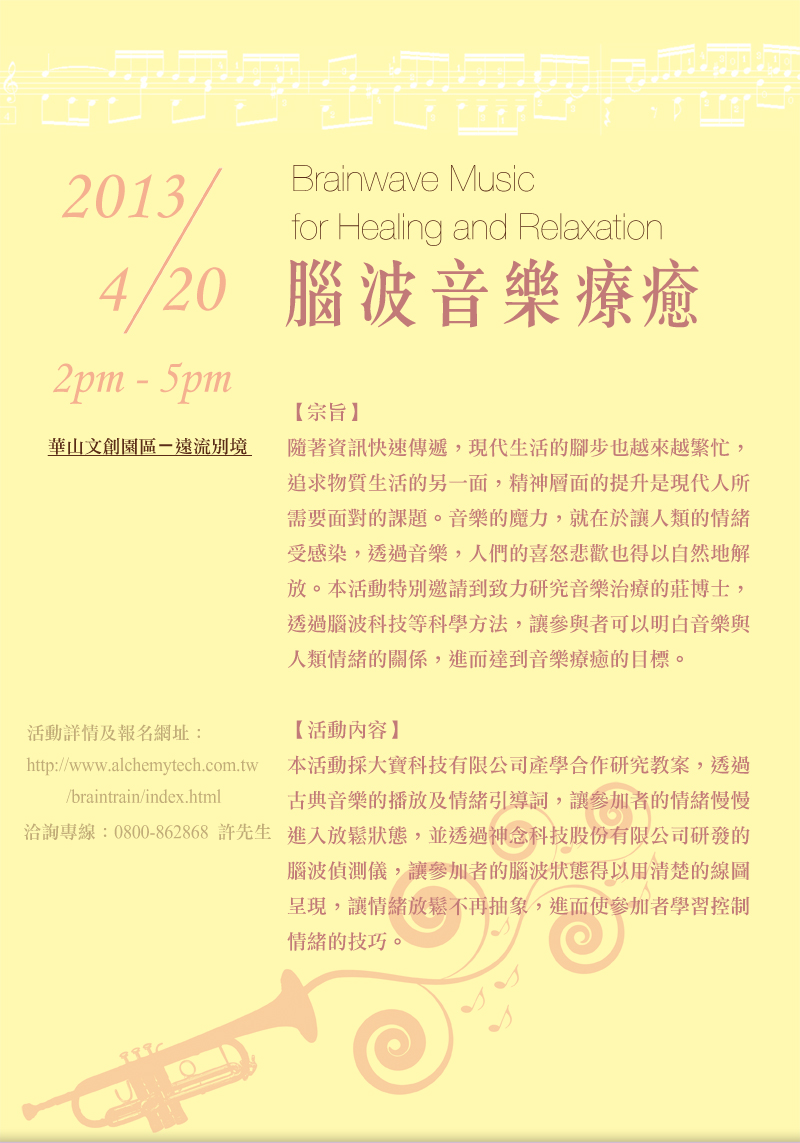 2013/
4/20
2pm - 5pm
華山文創園區－遠流別境
Brainwave Music
for Healing and Relaxation
腦波音樂療癒
【宗旨】
隨著資訊快速傳遞，現代生活的腳步也越來越繁忙，
追求物質生活的另一面，精神層面的提升是現代人所
需要面對的課題。音樂的魔力，就在於讓人類的情緒
受感染，透過音樂，人們的喜怒悲歡也得以自然地解
放。本活動特別邀請到致力研究音樂治療的莊博士，
透過腦波科技等科學方法，讓參與者可以明白音樂與
人類情緒的關係，進而達到音樂療癒的目標。
【活動內容】
本活動採大寶科技有限公司產學合作研究教案，透過
古典音樂的播放及情緒引導詞，讓參加者的情緒慢慢
進入放鬆狀態，並透過神念科技股份有限公司研發的
腦波偵測儀，讓參加者的腦波狀態得以用清楚的線圖
呈現，讓情緒放鬆不再抽象，進而使參加者學習控制
情緒的技巧。
活動詳情及報名網址：
http://www.alchemytech.com.tw
/braintrain/index.html
洽詢專線：0800-862868 許先生